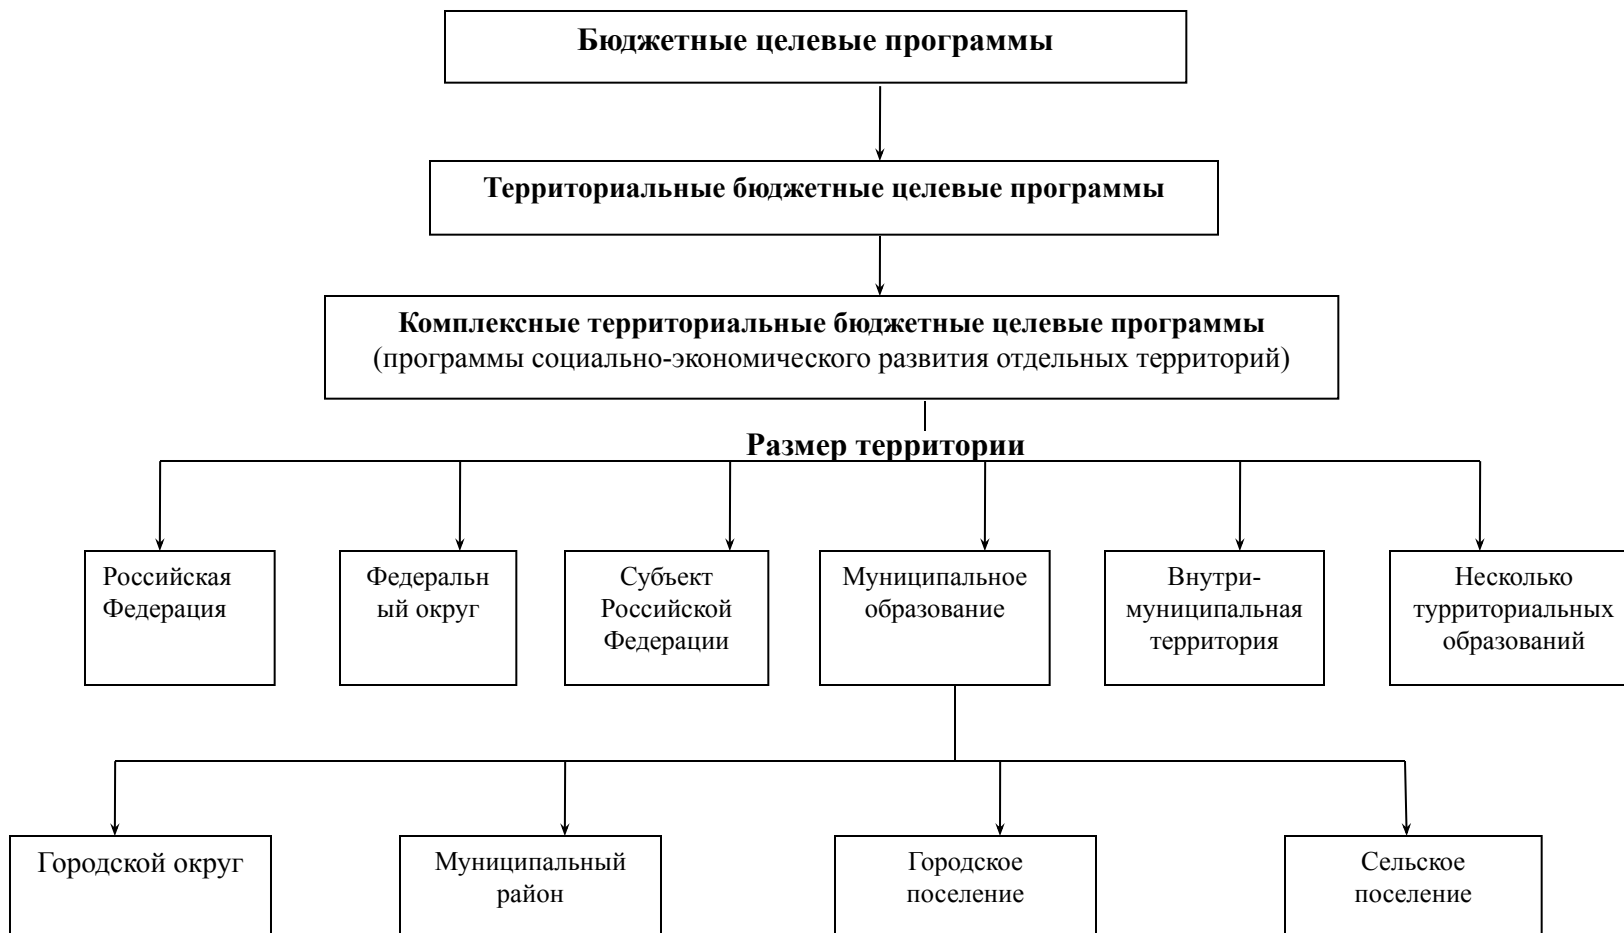 Бюджетные целевые программы
Территориальные бюджетные целевые программы
Комплексные территориальные бюджетные целевые программы
(программы социально-экономического развития отдельных территорий)
Размер территории
Российская
Федерация
Федеральн
ый округ
Субъект
Российской
Федерации
Муниципальное
образование
Внутри-
муниципальная
территория
Несколько
турриториальных
образований
Городской округ
Муниципальный
район
Городское
поселение
Сельское
поселение